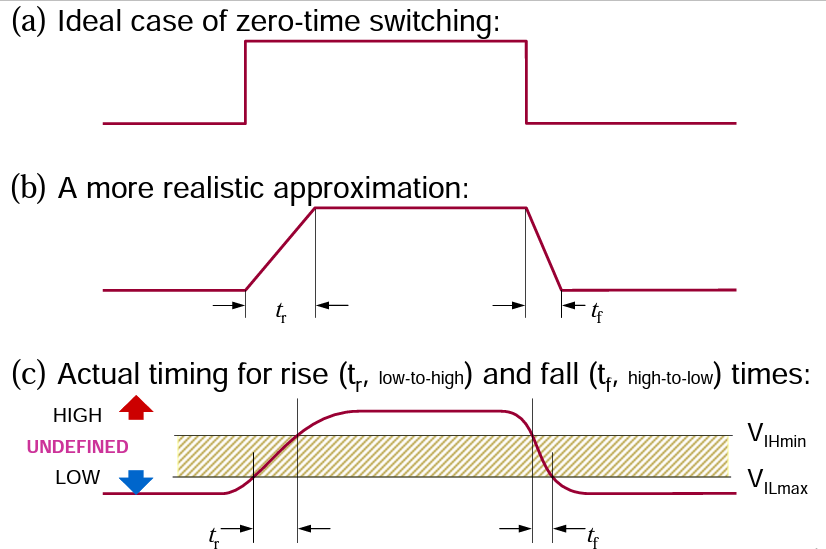 (a) Ideal case of zero-time switching:
(b) A more realistic approximation:
tr
tf
(c) Actual timing for rise (tr, low-to-high) and fall (tf, high-to-low) times:
HIGH
UNDEFINED
LOW
VIHmin
VILmax
tr
tf